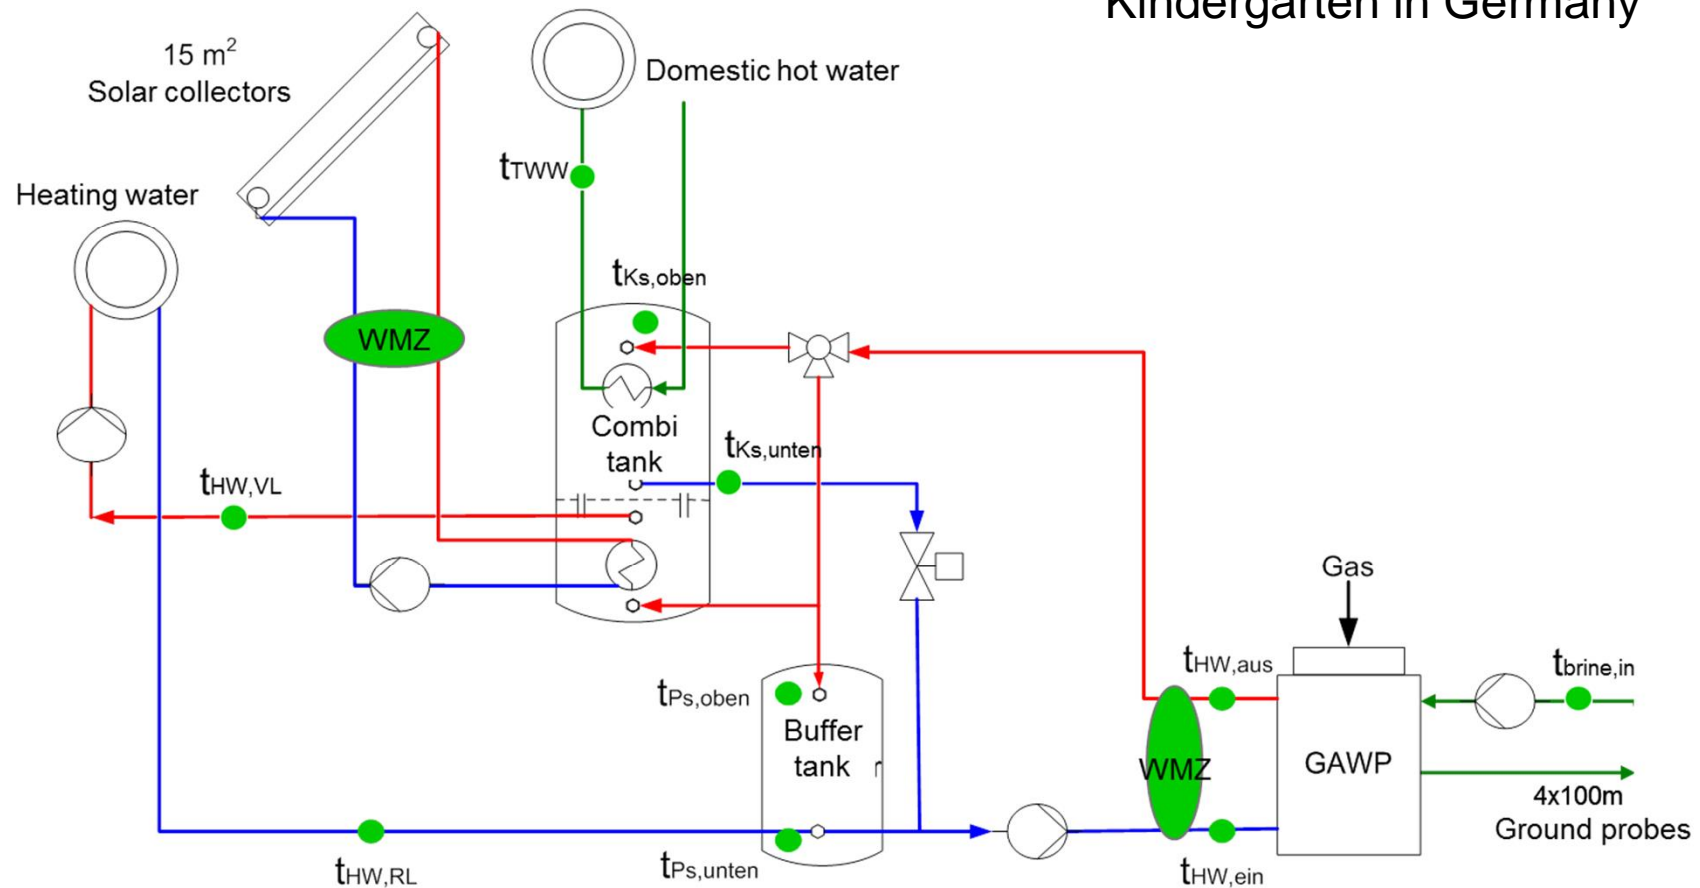 Kindergarten in Germany
15 m²
Solar collectors
Domestic hot water
tTWW
Heating water
tKs,oben
WMZ
Combi
tank
tKs,unten
tHW,VL
Gas
tHW,aus
tbrine,in
tPs,oben
Buffer
tank
WMZ
GAWP
4x100m
Ground probes
tPs,unten
tHW,RL
tHW,ein